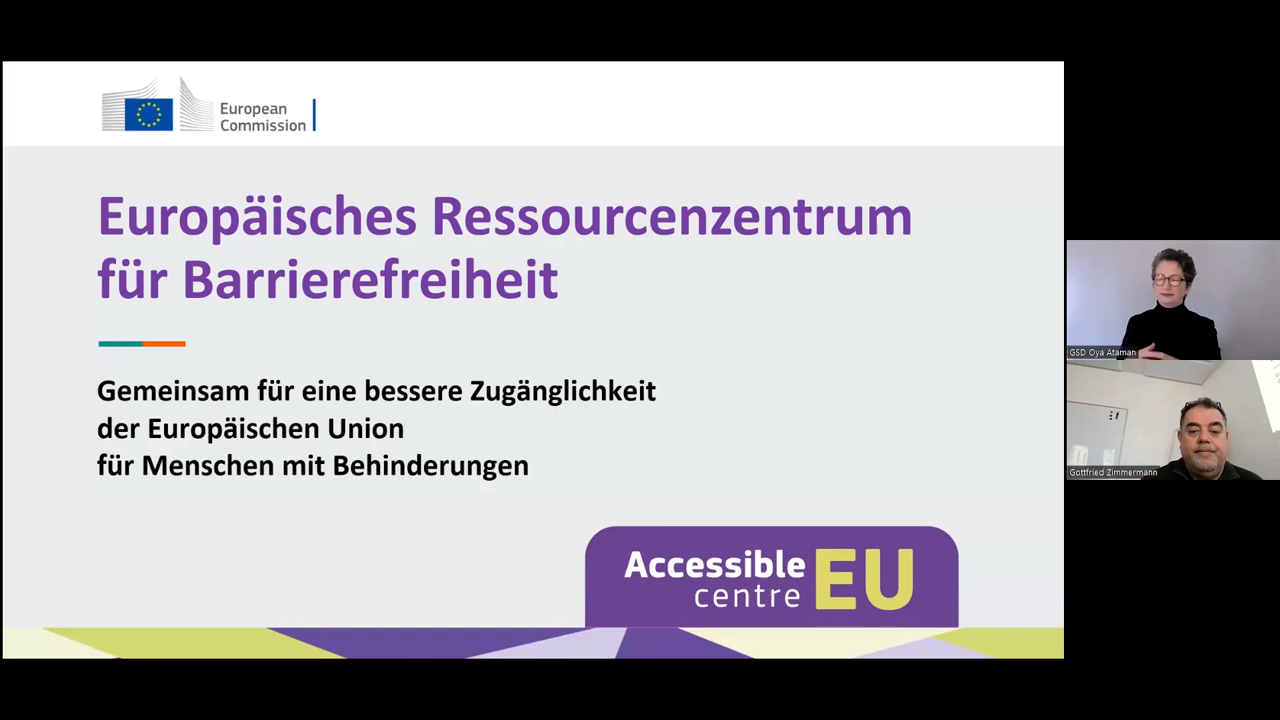 European
Commission
Europäisches Ressourcenzentrum
für Barrierefreiheit
Gemeinsam für eine bessere Zugänglichkeit
der Europäischen Union
für Menschen mit Behinderungen
Accessible
centre
EU
GSD Oya Ataman
Gottfried Zimmermann